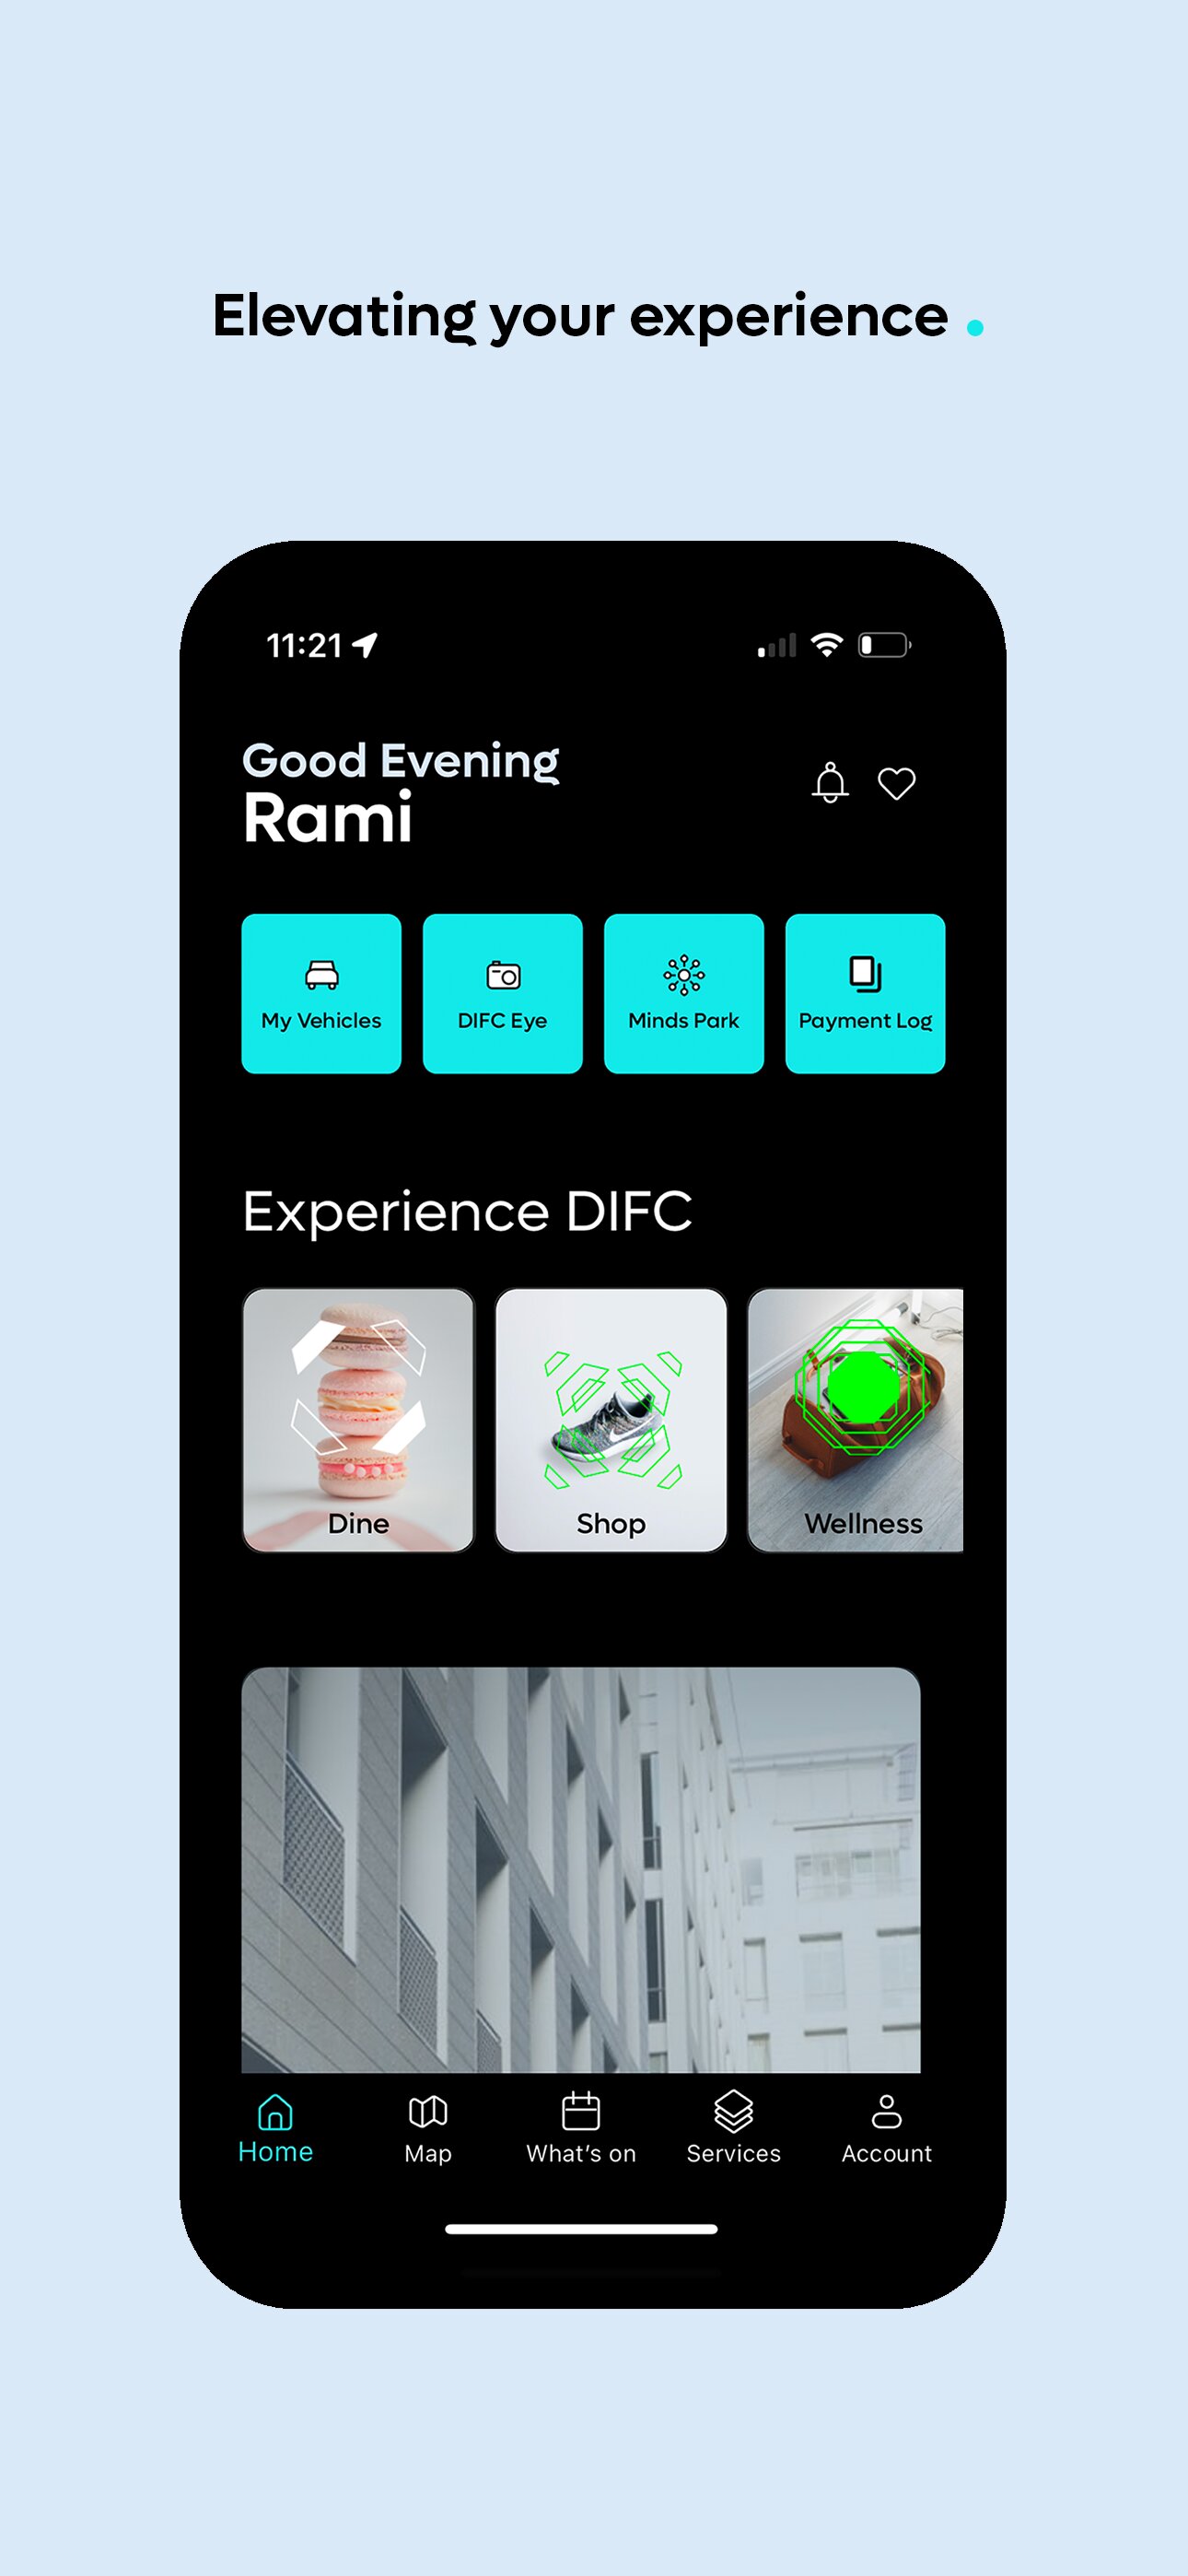 Elevating your experience .
11:21
Good Evening
Rami
My Vehicles
DIFC Eye
Minds Park
Payment Log
Experience DIFC
Dine
Shop
Wellness
Home
Map
What’s on
Services
Account